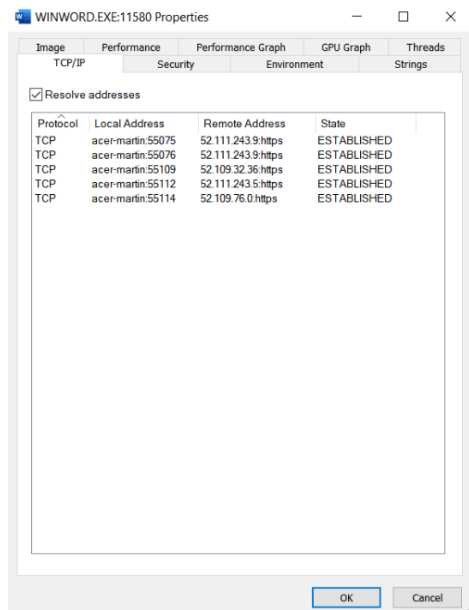 WINWORD.EXE:11580 Properties
Image Performance Performance Graph GPU Graph Threads
TCP/IP Security Environment Strings
Resolve addresses
Protocol Local Address Remote Address State
TCP acer-martin:55075 52.111.243.9:https ESTABLISHED
TCP acer-martin:55076 52.111.243.9:https ESTABLISHED
TCP acer-martin:55109 52.109.32.36:https ESTABLISHED
TCP acer-martin:55112 52.111.243.5:https ESTABLISHED
TCP acer-martin:55114 52.109.76.0:https ESTABLISHED
OK Cancel